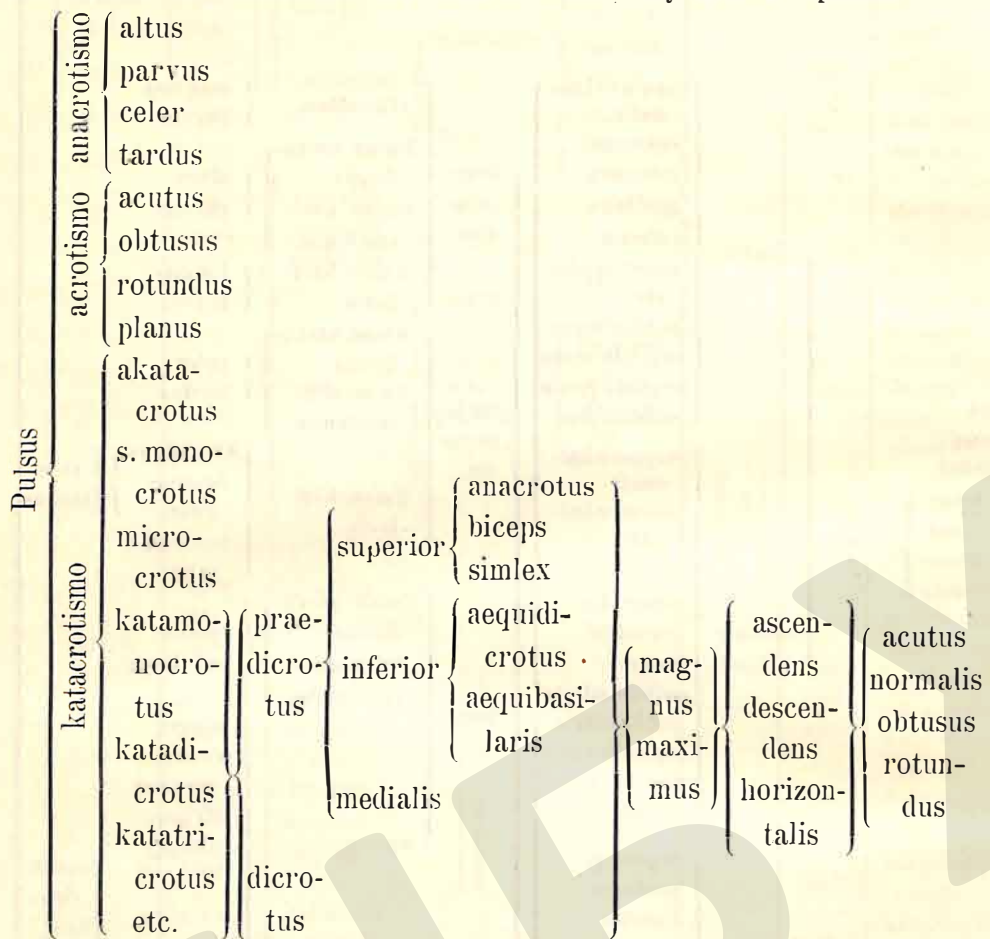 Pulsus
anacrotismo
altus
parvus
celer
tardus
acrotismo
acutus
obtusus
rotundus
planus
katacrotismo
akata-
crotus
s. mono-
crotus
micro-
crotus
katamo-
nocro-
tus
katadi-
crotus
katatri-
crotus
etc.
prae-
dicro-
tus
dicro-
tus
superior
anacrotus
biceps
simlex
inferior
aequidi-
crotus
aequibasi-
laris
medialis
mag-
nus
maxi-
mus
ascen-
dens
descen-
dens
horizon-
talis
acutus
normalis
obtusus
rotun-
dus